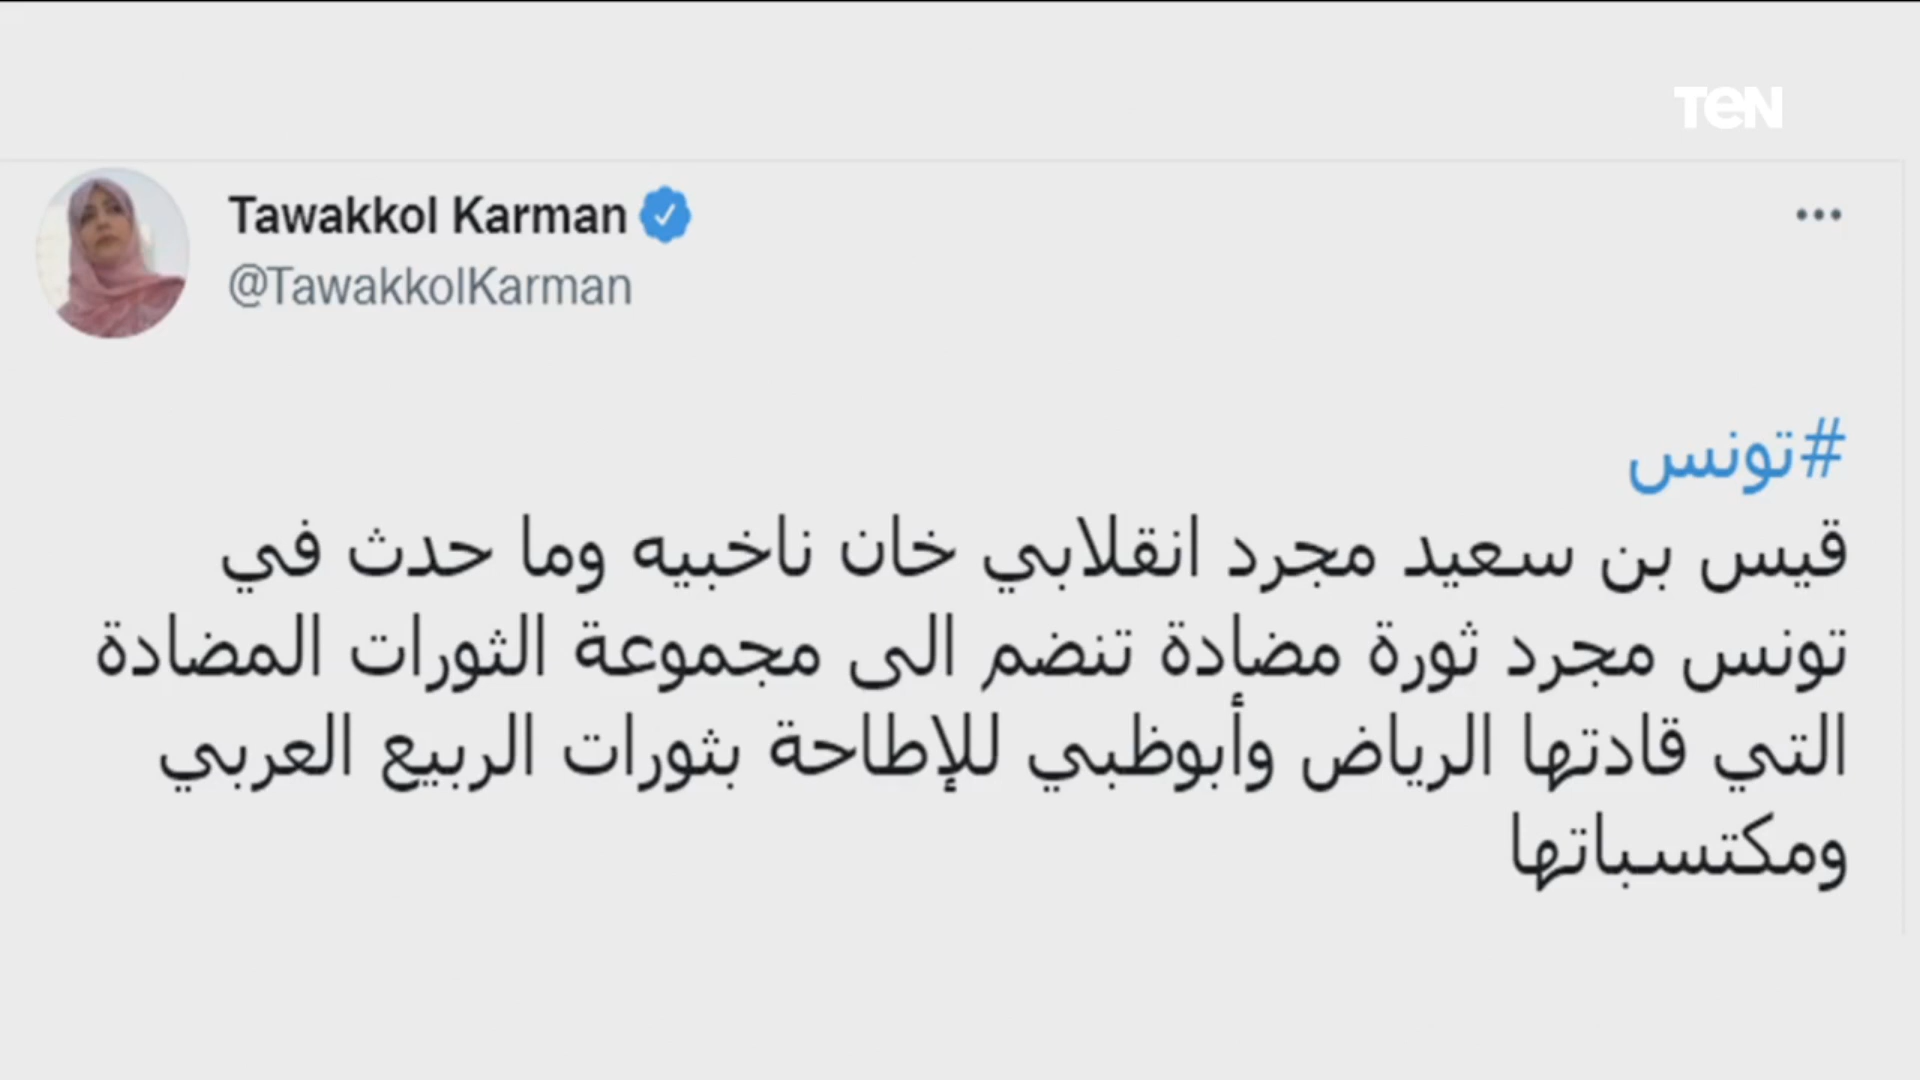 TEN
Tawakkol Karman
@TawakkolKarman
#تونس
قيس بن سعيد مجرد انقلابي خان ناخبيه وما حدث في
تونس مجرد ثورة مضادة تنضم الى مجموعة الثورات المضادة
التي قادتها الرياض وأبوظبي للإطاحة بثورات الربيع العربي
ومكتسباتها